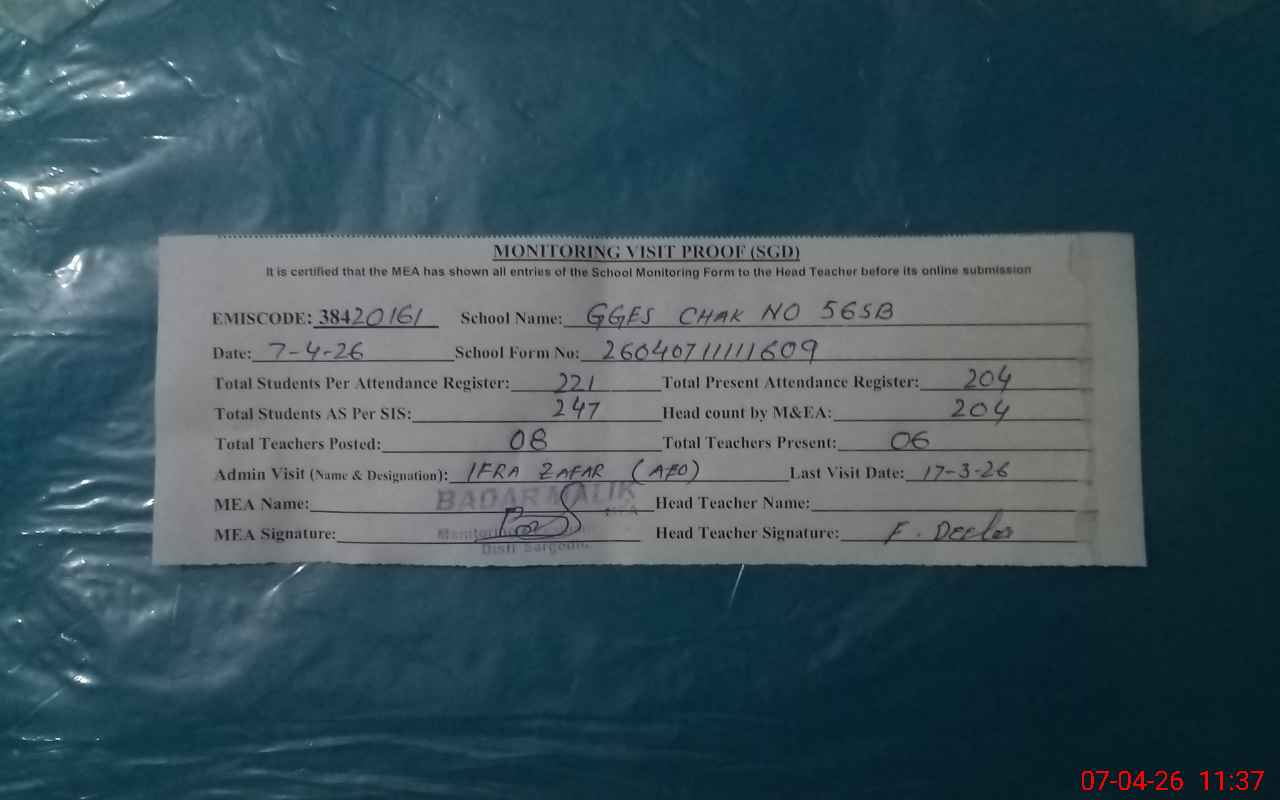 MONITORING VISIT PROOF (SGD)
It is certified that the MEA has shown all entries of the School Monitoring Form to the Head Teacher before its online submission
EMISCODE: 38420161 School Name: GGES CHAK NO 56SB
Date: 7-4-26 School Form No: 26040711111609
Total Students Per Attendance Register: 221 Total Present Attendance Register: 204
Total Students AS Per SIS: 247 Head count by M&EA: 204
Total Teachers Posted: 08 Total Teachers Present: 06
Admin Visit (Name & Designation): IFRA ZAFAR (AEO) Last Visit Date: 17-3-26
MEA Name: BADAR MALIK Head Teacher Name:
MEA Signature: Head Teacher Signature: F.
Distt Sargodha
07-04-26 11:37